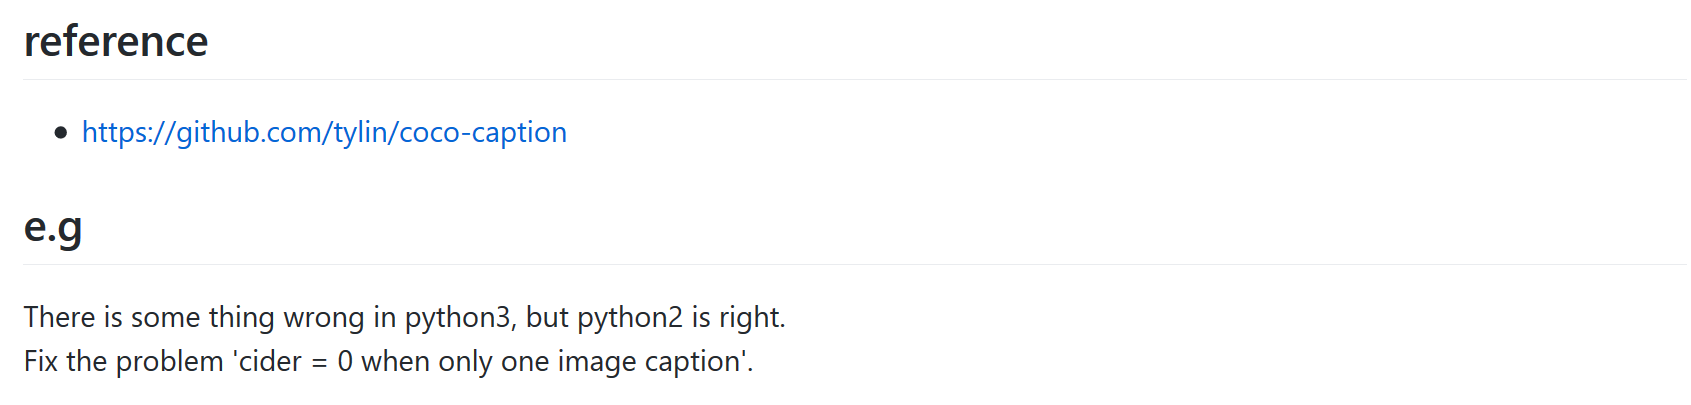 reference
https://github.com/tylin/coco-caption
e.g
There is some thing wrong in python3, but python2 is right.
Fix the problem 'cider = 0 when only one image caption'.